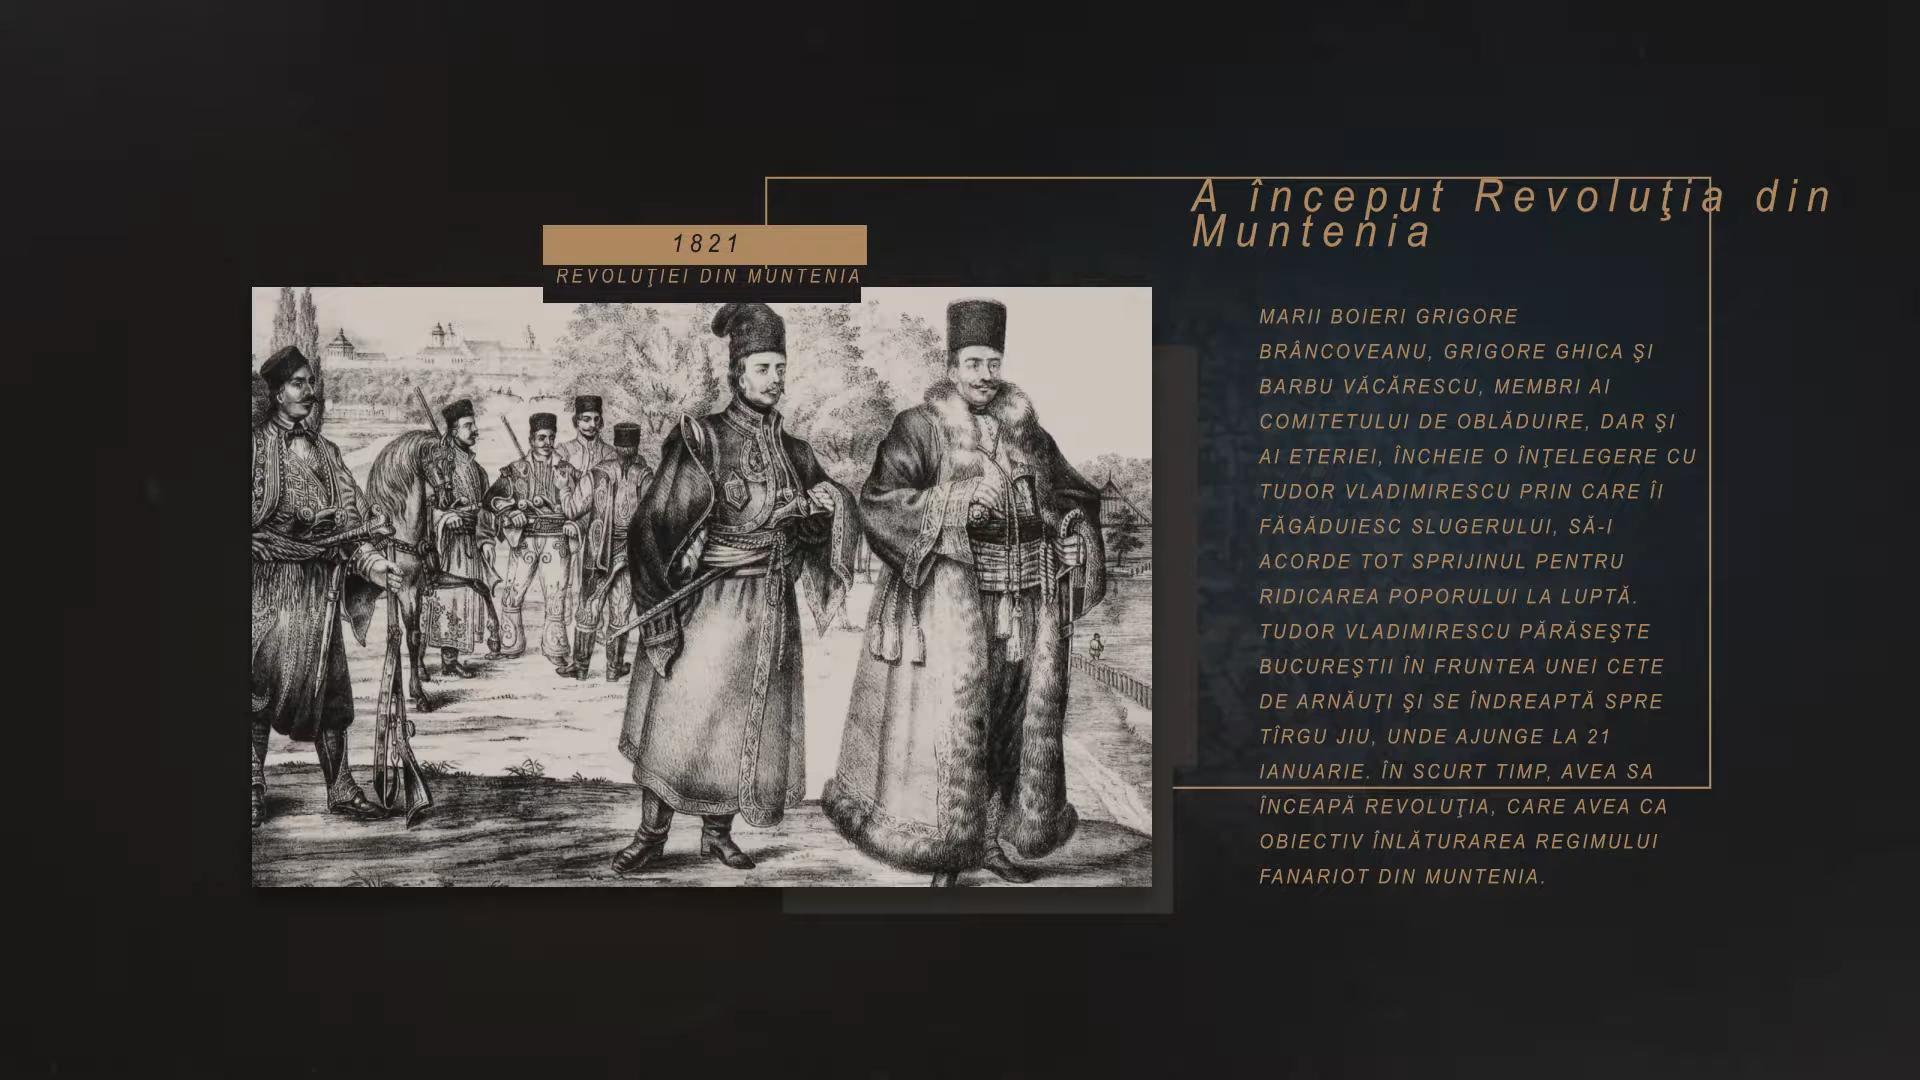 1821
REVOLUŢIEI DIN MUNTENIA
A început Revoluţia din
Muntenia
MARII BOIERI GRIGORE
BRÂNCOVEANU, GRIGORE GHICA ŞI
BARBU VĂCĂRESCU, MEMBRI AI
COMITETULUI DE OBLĂDUIRE, DAR ŞI
AI ETERIEI, ÎNCHEIE O ÎNŢELEGERE CU
TUDOR VLADIMIRESCU PRIN CARE ÎI
FĂGĂDUIESC SLUGERULUI, SĂ-I
ACORDE TOT SPRIJINUL PENTRU
RIDICAREA POPORULUI LA LUPTĂ.
TUDOR VLADIMIRESCU PĂRĂSEŞTE
BUCUREŞTII ÎN FRUNTEA UNEI CETE
DE ARNĂUŢI ŞI SE ÎNDREAPTĂ SPRE
TÎRGU JIU, UNDE AJUNGE LA 21
IANUARIE. ÎN SCURT TIMP, AVEA SA
ÎNCEAPĂ REVOLUŢIA, CARE AVEA CA
OBIECTIV ÎNLĂTURAREA REGIMULUI
FANARIOT DIN MUNTENIA.